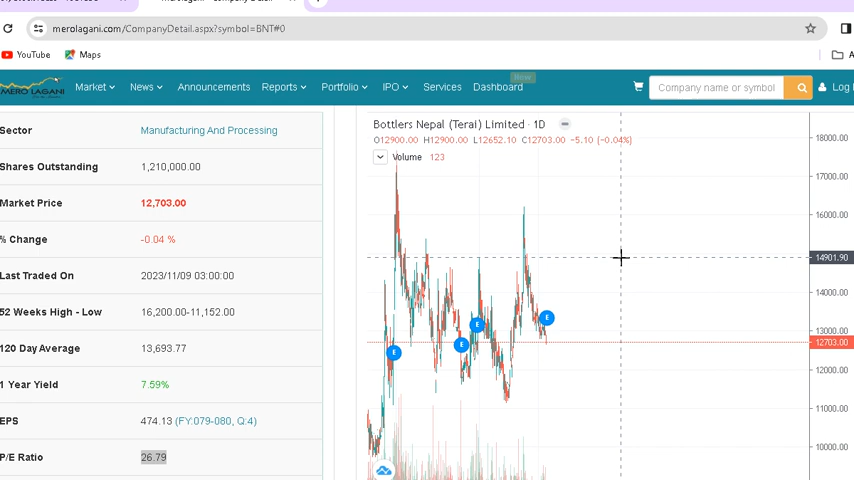 merolagani.com/CompanyDetail.aspx?symbol=BNT#0
YouTube Maps
MERO LAGANI Market News Announcements Reports Portfolio IPO Services Dashboard New Company name or symbol Log
Sector Manufacturing And Processing
Shares Outstanding 1,210,000.00
Market Price 12,703.00
% Change -0.04 %
Last Traded On 2023/11/09 03:00:00
52 Weeks High - Low 16,200.00-11,152.00
120 Day Average 13,693.77
1 Year Yield 7.59%
EPS 474.13 (FY:079-080, Q:4)
P/E Ratio 26.79
Bottlers Nepal (Terai) Limited · 1D
O12900.00 H12900.00 L12652.10 C12703.00 -5.10 (-0.04%)
Volume 123
18000.00
17000.00
16000.00
14901.90
14000.00
13000.00
12703.00
12000.00
11000.00
10000.00
E
E
E
E